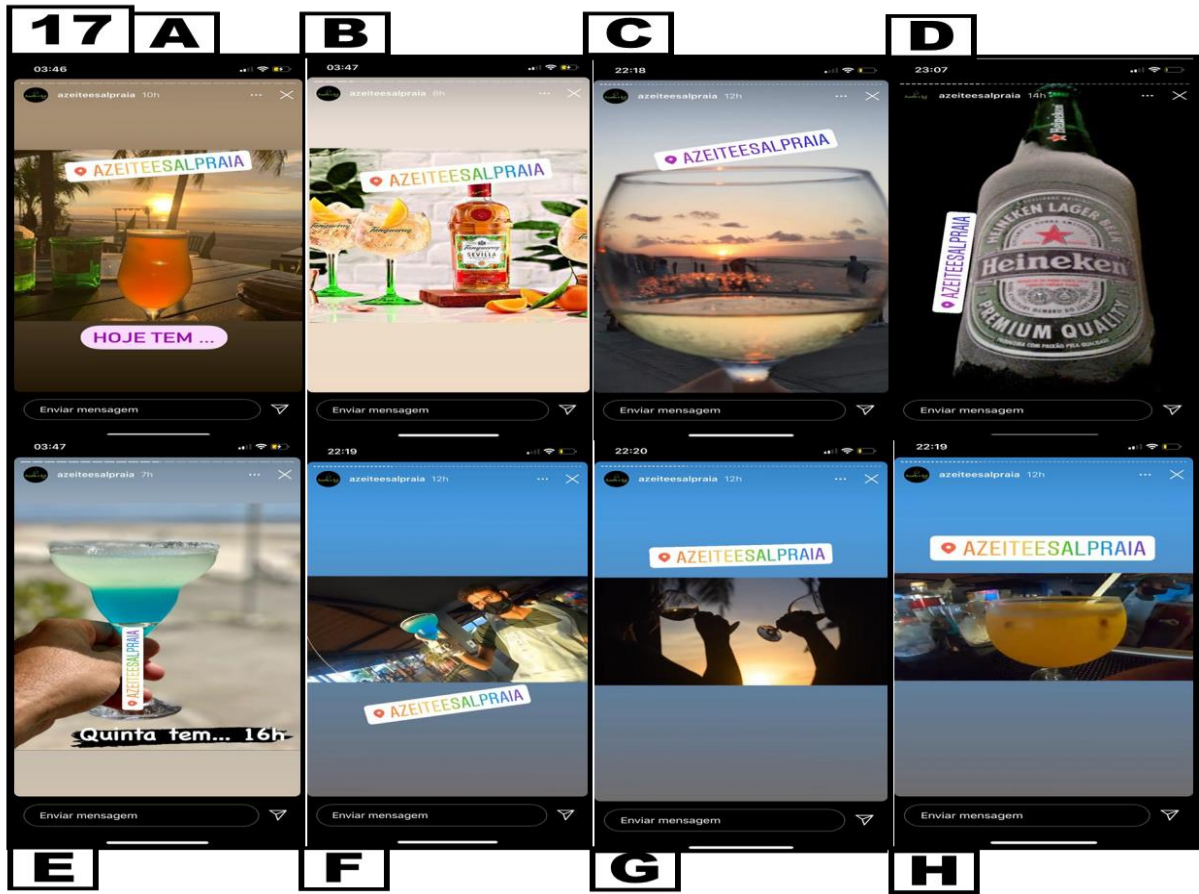 17 A B C D
03:46
azeiteesalpraia 10h
AZEITEESALPRAIA
HOJE TEM ...
Enviar mensagem
03:47
azeiteesalpraia 8h
AZEITEESALPRAIA
Tanqueray
Tanqueray
SEVILLA
Enviar mensagem
22:18
azeiteesalpraia 12h
AZEITEESALPRAIA
Enviar mensagem
23:07
azeiteesalpraia 14h
Heineken
AZEITEESALPRAIA
HEINEKEN LAGER BEER
Heineken
PREMIUM QUALITY
Enviar mensagem
03:47
azeiteesalpraia 7h
AZEITEESALPRAIA
Quinta tem... 16h
Enviar mensagem
22:19
azeiteesalpraia 12h
AZEITEESALPRAIA
Enviar mensagem
22:20
azeiteesalpraia 12h
AZEITEESALPRAIA
Enviar mensagem
22:19
azeiteesalpraia 12h
AZEITEESALPRAIA
Enviar mensagem
E F G H